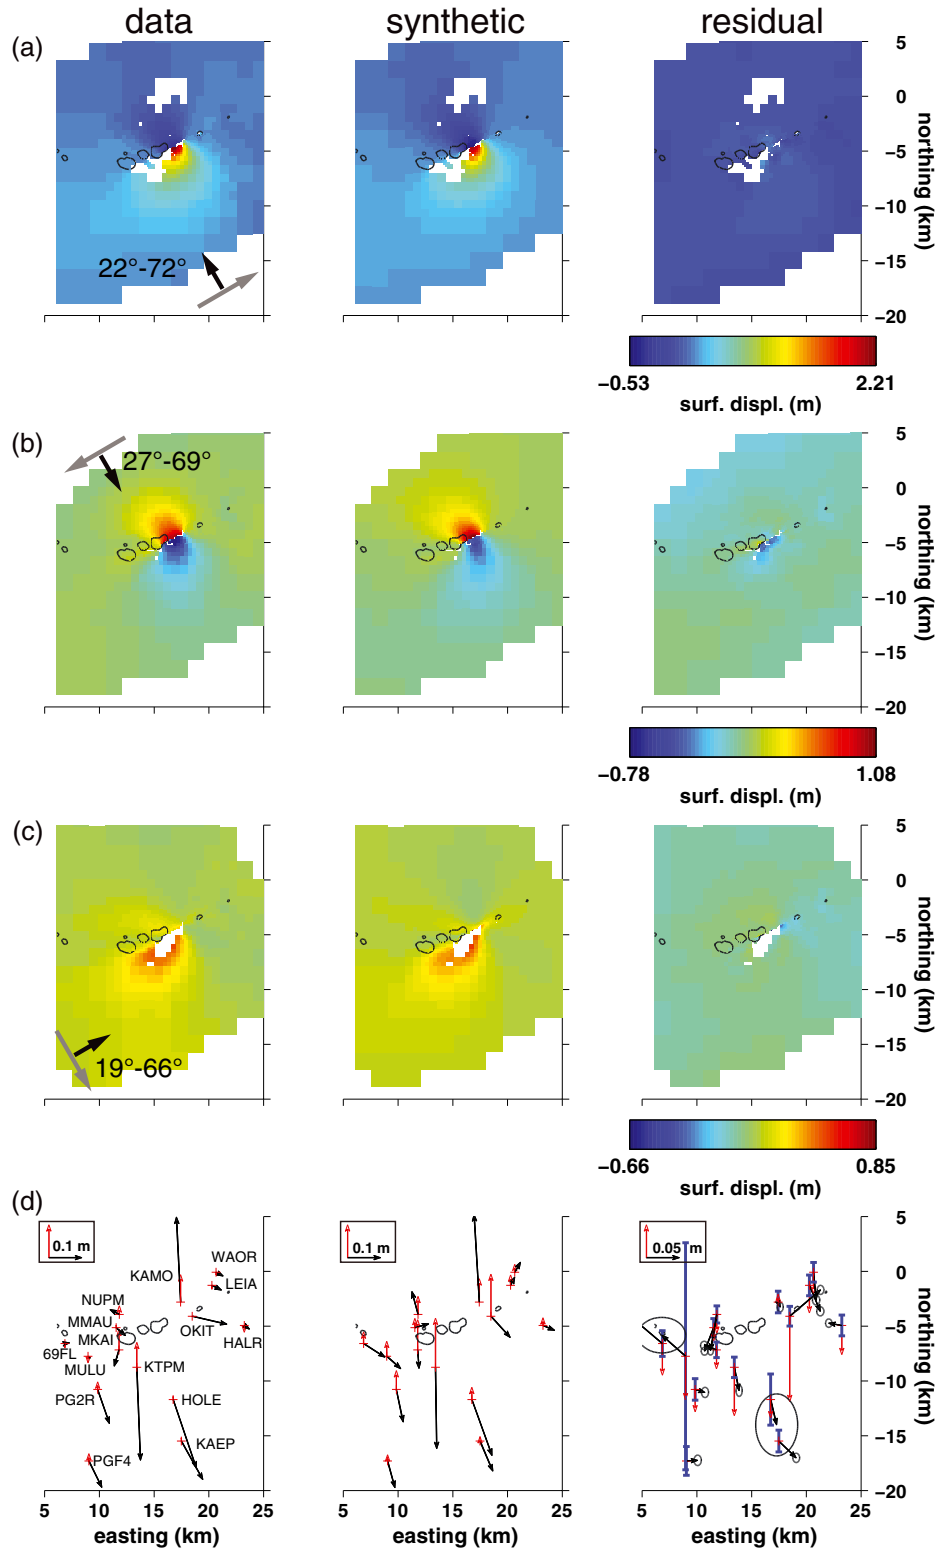 data synthetic residual
(a)
22°-72°
5
0
−5
−10
−15
−20
northing (km)
5 10 15 20 25
−0.53 2.21
surf. displ. (m)
(b)
27°-69°
5
0
−5
−10
−15
−20
northing (km)
−0.78 1.08
surf. displ. (m)
(c)
19°-66°
5
0
−5
−10
−15
−20
northing (km)
−0.66 0.85
surf. displ. (m)
(d)
0.1 m
0.1 m
0.05 m
WAOR
KAMO
LEIA
NUPM
MMAU
OKIT
HALR
MKAI
69FL
MULU
KTPM
PG2R
HOLE
KAEP
PGF4
5
0
−5
−10
−15
−20
northing (km)
5 10 15 20 25
5 10 15 20 25
5 10 15 20 25
easting (km) easting (km) easting (km)